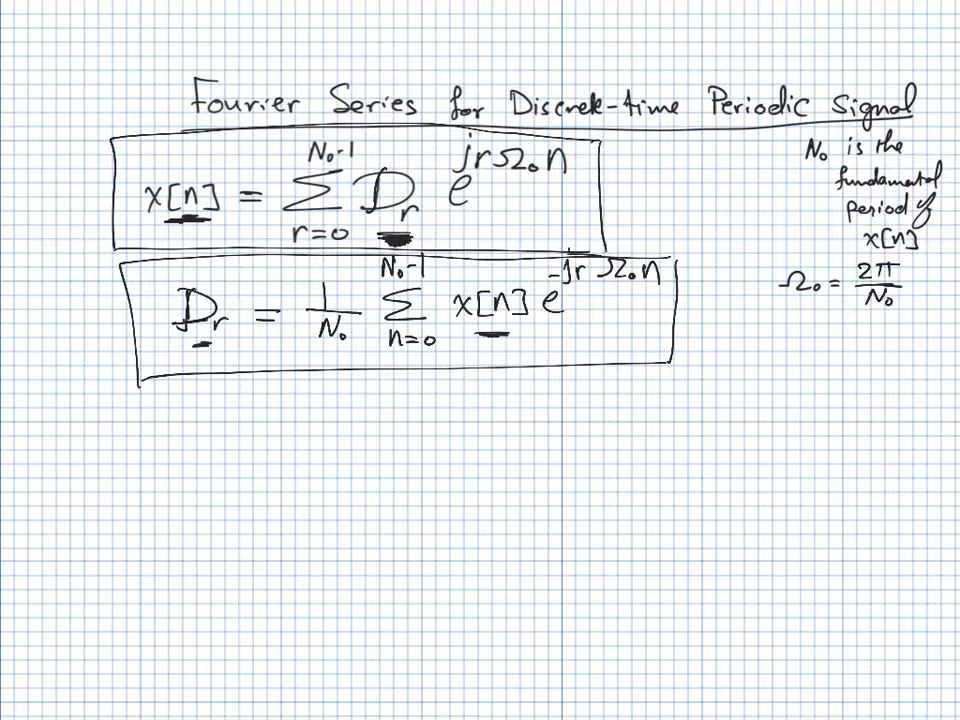 Fourier Series for Discrete-time Periodic Signal
x[n] = Σ_{r=0}^{N₀-1} D_r e^{jrΩ₀n}
D_r = 1/N₀ Σ_{n=0}^{N₀-1} x[n] e^{-jrΩ₀n}
N₀ is the
fundamental
period of
x[n]
Ω₀ = 2π/N₀